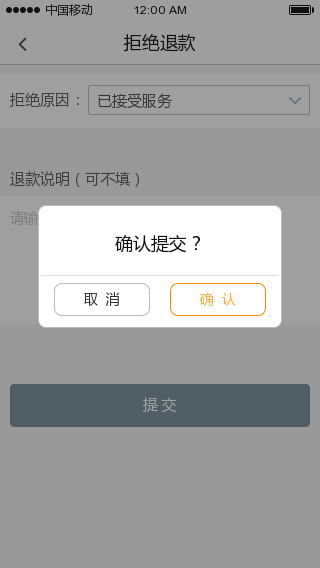 中国移动 12:00 AM
拒绝退款
拒绝原因： 已接受服务
退款说明（可不填）
请输
确认提交？
取 消 确 认
提 交